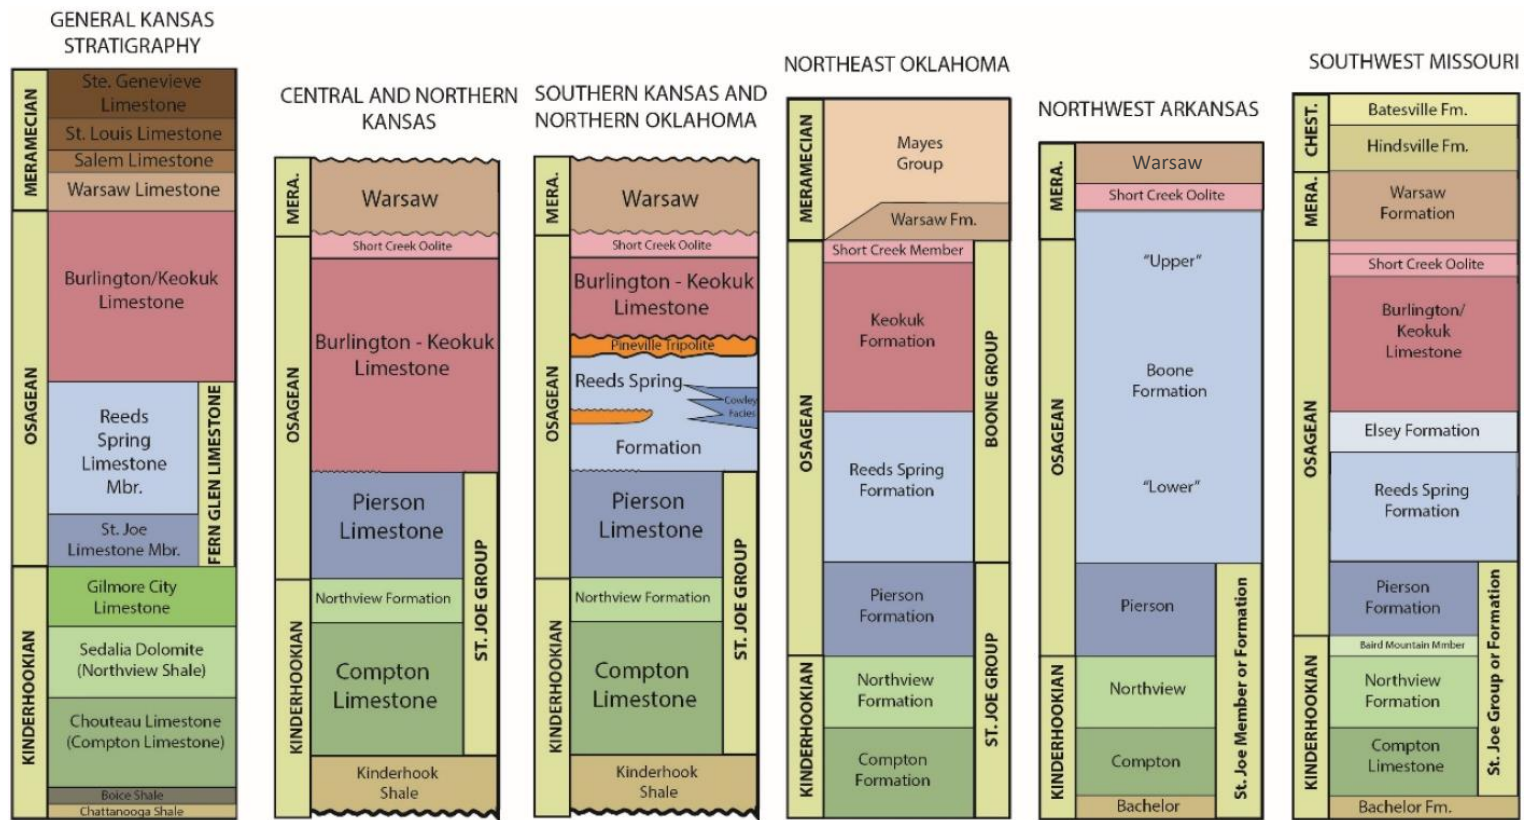 GENERAL KANSAS
STRATIGRAPHY
MERAMECIAN
OSAGEAN
KINDERHOOKIAN
Ste. Genevieve
Limestone
St. Louis Limestone
Salem Limestone
Warsaw Limestone
Burlington/Keokuk
Limestone
Reeds
Spring
Limestone
Mbr.
St. Joe
Limestone Mbr.
FERN GLEN LIMESTONE
Gilmore City
Limestone
Sedalia Dolomite
(Northview Shale)
Chouteau Limestone
(Compton Limestone)
Boice Shale
Chattanooga Shale
CENTRAL AND NORTHERN
KANSAS
MERA.
OSAGEAN
KINDERHOOKIAN
Warsaw
Short Creek Oolite
Burlington - Keokuk
Limestone
Pierson
Limestone
Northview Formation
Compton
Limestone
ST. JOE GROUP
Kinderhook
Shale
SOUTHERN KANSAS AND
NORTHERN OKLAHOMA
MERA.
OSAGEAN
KINDERHOOKIAN
Warsaw
Short Creek Oolite
Burlington - Keokuk
Limestone
Pineville Tripolite
Reeds Spring
Cowley
Facies
Formation
Pierson
Limestone
Northview Formation
Compton
Limestone
ST. JOE GROUP
Kinderhook
Shale
NORTHEAST OKLAHOMA
MERAMECIAN
OSAGEAN
KINDERHOOKIAN
Mayes
Group
Warsaw Fm.
Short Creek Member
Keokuk
Formation
Reeds Spring
Formation
BOONE GROUP
Pierson
Formation
Northview
Formation
Compton
Formation
ST. JOE GROUP
NORTHWEST ARKANSAS
MERA.
OSAGEAN
KINDERHOOKIAN
Warsaw
Short Creek Oolite
"Upper"
Boone
Formation
"Lower"
Pierson
Northview
Compton
Bachelor
St. Joe Member or Formation
SOUTHWEST MISSOURI
CHEST.
MERA.
OSAGEAN
KINDERHOOKIAN
Batesville Fm.
Hindsville Fm.
Warsaw
Formation
Short Creek Oolite
Burlington/
Keokuk
Limestone
Elsey Formation
Reeds Spring
Formation
Pierson
Formation
Baird Mountain Mmber
Northview
Formation
Compton
Limestone
Bachelor Fm.
St. Joe Group or Formation